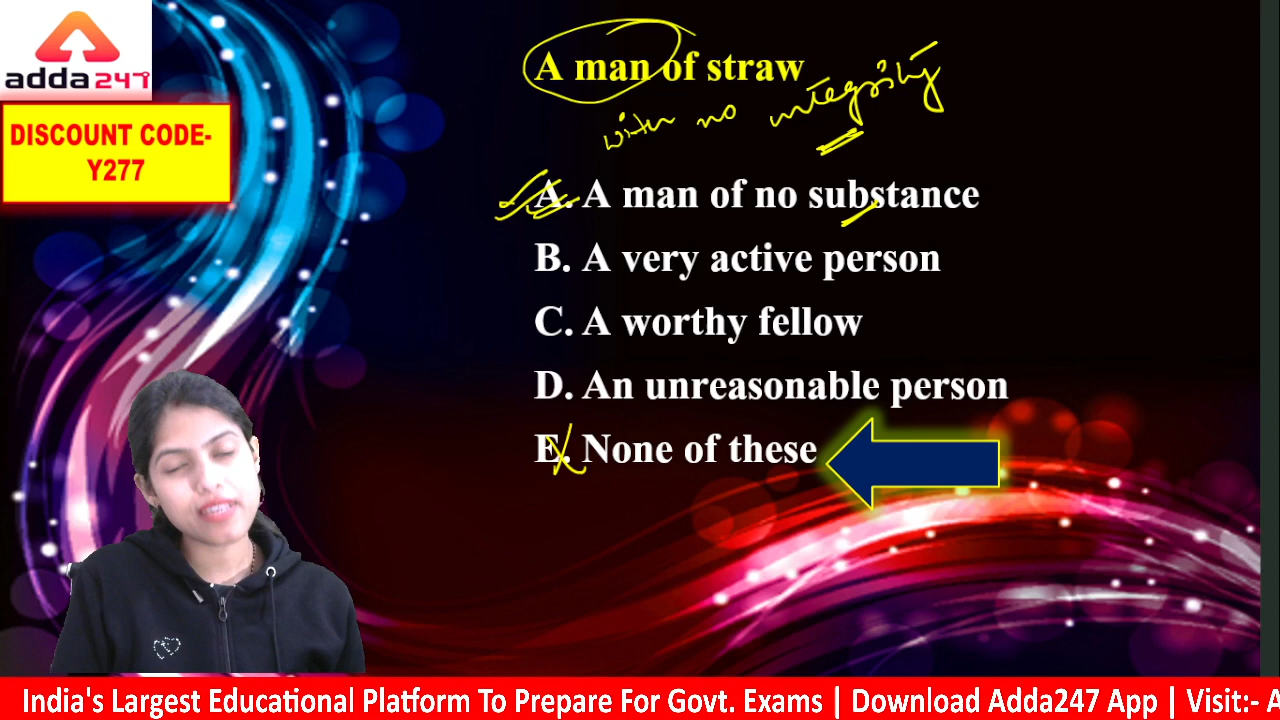 adda247
DISCOUNT CODE-
Y277
A man of straw
with no integrity
A. A man of no substance
B. A very active person
C. A worthy fellow
D. An unreasonable person
E. None of these
India's Largest Educational Platform To Prepare For Govt. Exams | Download Adda247 App | Visit:- A